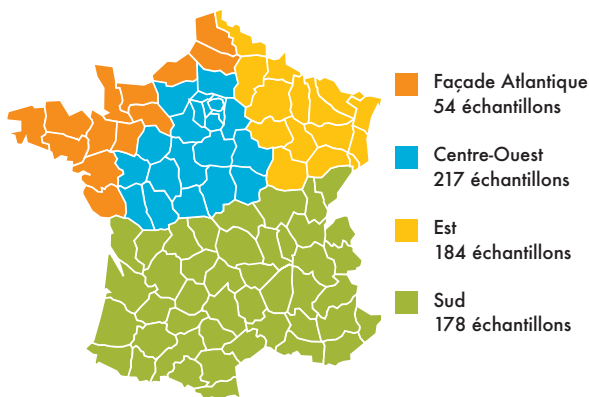 Façade Atlantique
54 échantillons
Centre-Ouest
217 échantillons
Est
184 échantillons
Sud
178 échantillons